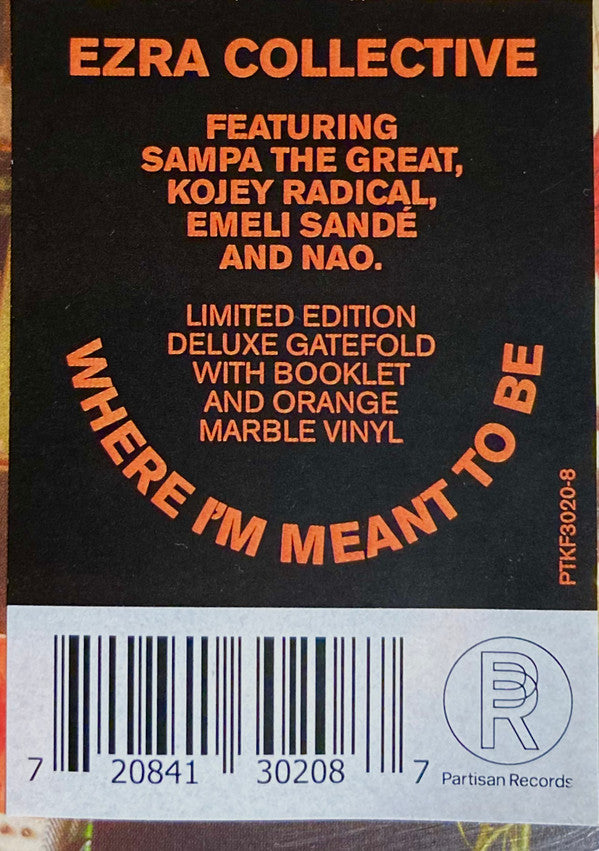 EZRA COLLECTIVE
FEATURING
SAMPA THE GREAT,
KOJEY RADICAL,
EMELI SANDÉ
AND NAO.
LIMITED EDITION
DELUXE GATEFOLD
WITH BOOKLET
AND ORANGE
MARBLE VINYL
WHERE I'M MEANT TO BE
PTKF3020-8
7 20841 30208 7
PR
Partisan Records